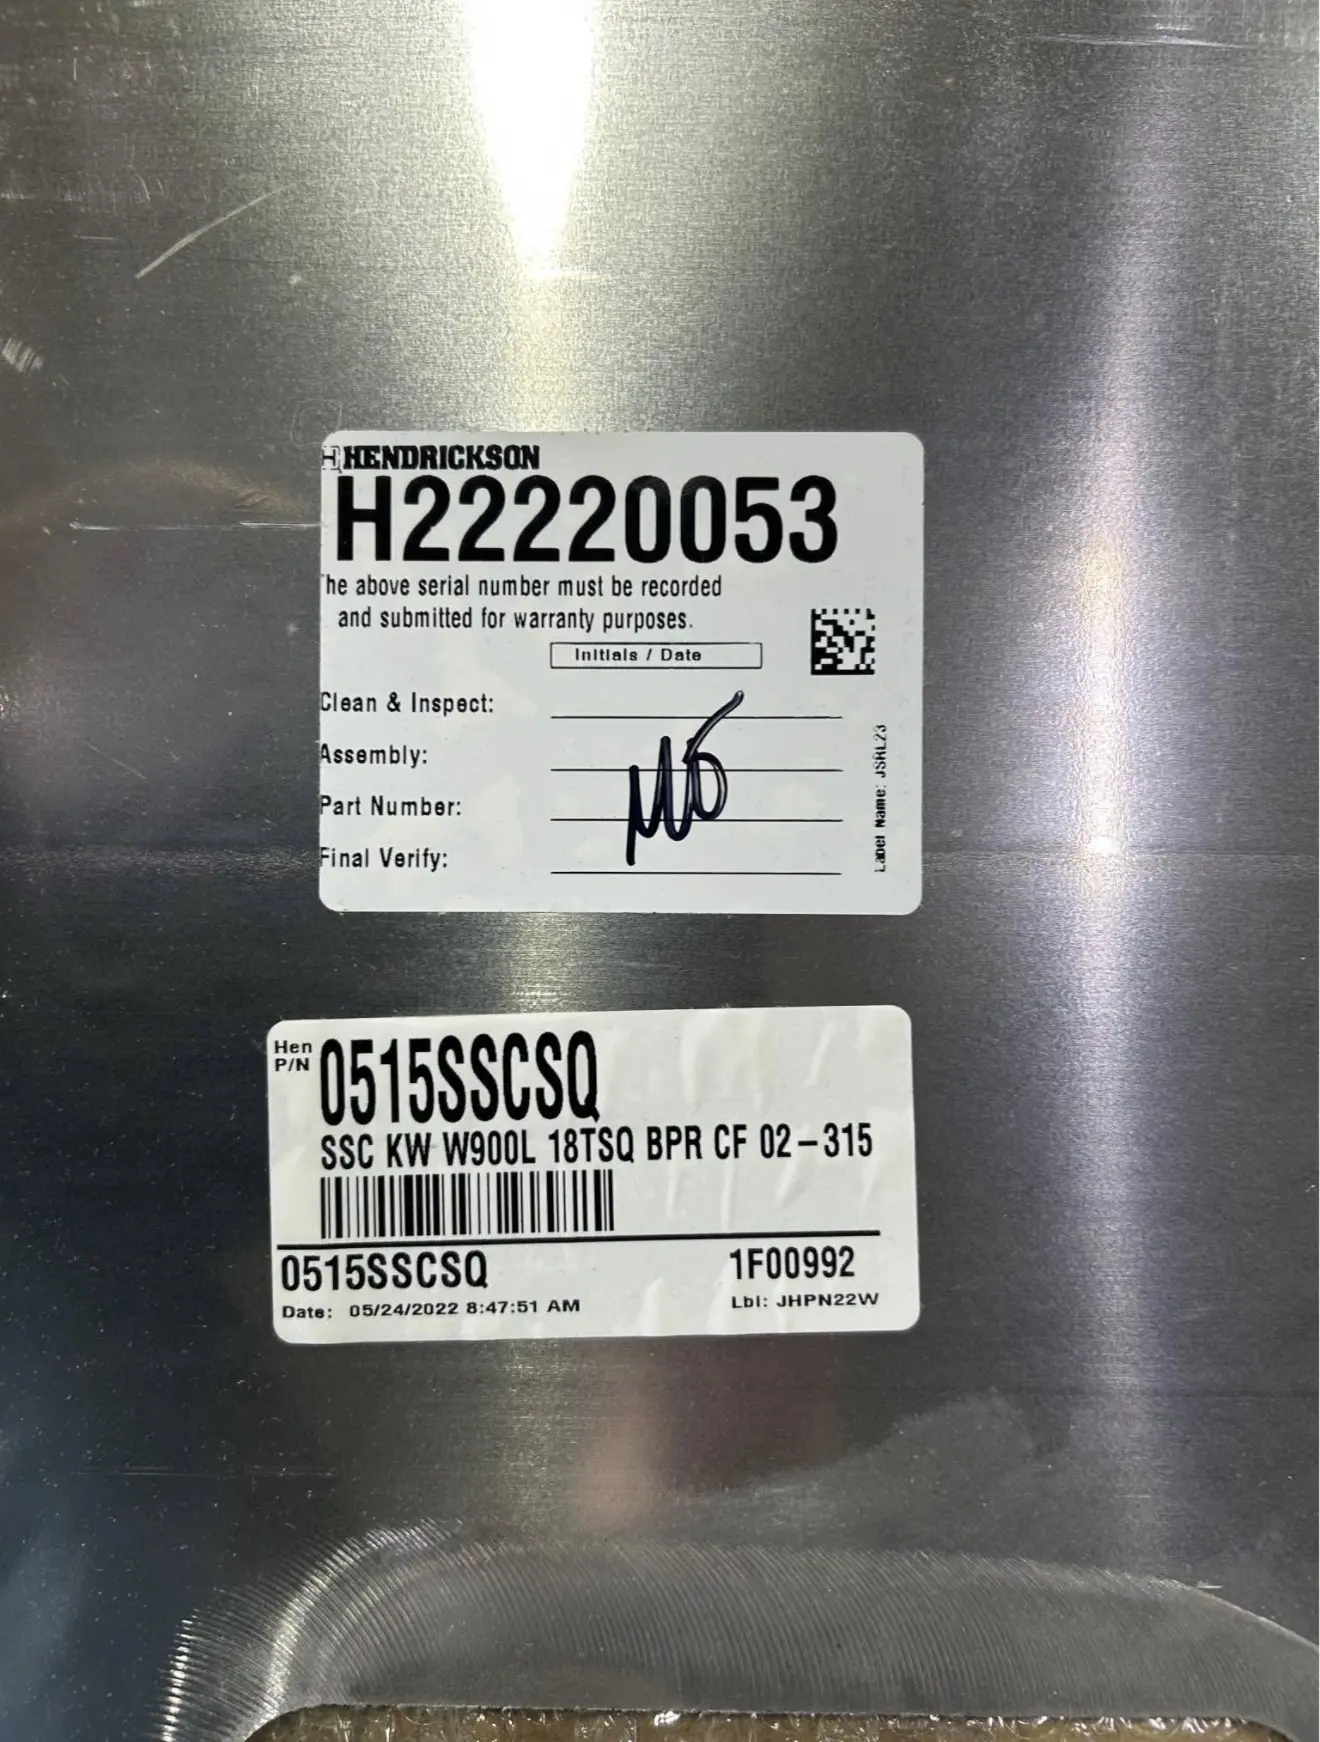 HENDRICKSON
H22220053
he above serial number must be recorded
and submitted for warranty purposes.
Initials / Date
Clean & Inspect:
Assembly:
Part Number:
Final Verify:
Label Name: JSRL23
Hen P/N 0515SSCSQ
SSC KW W900L 18TSQ BPR CF 02-315
0515SSCSQ 1F00992
Date: 05/24/2022 8:47:51 AM Lbl: JHPN22W